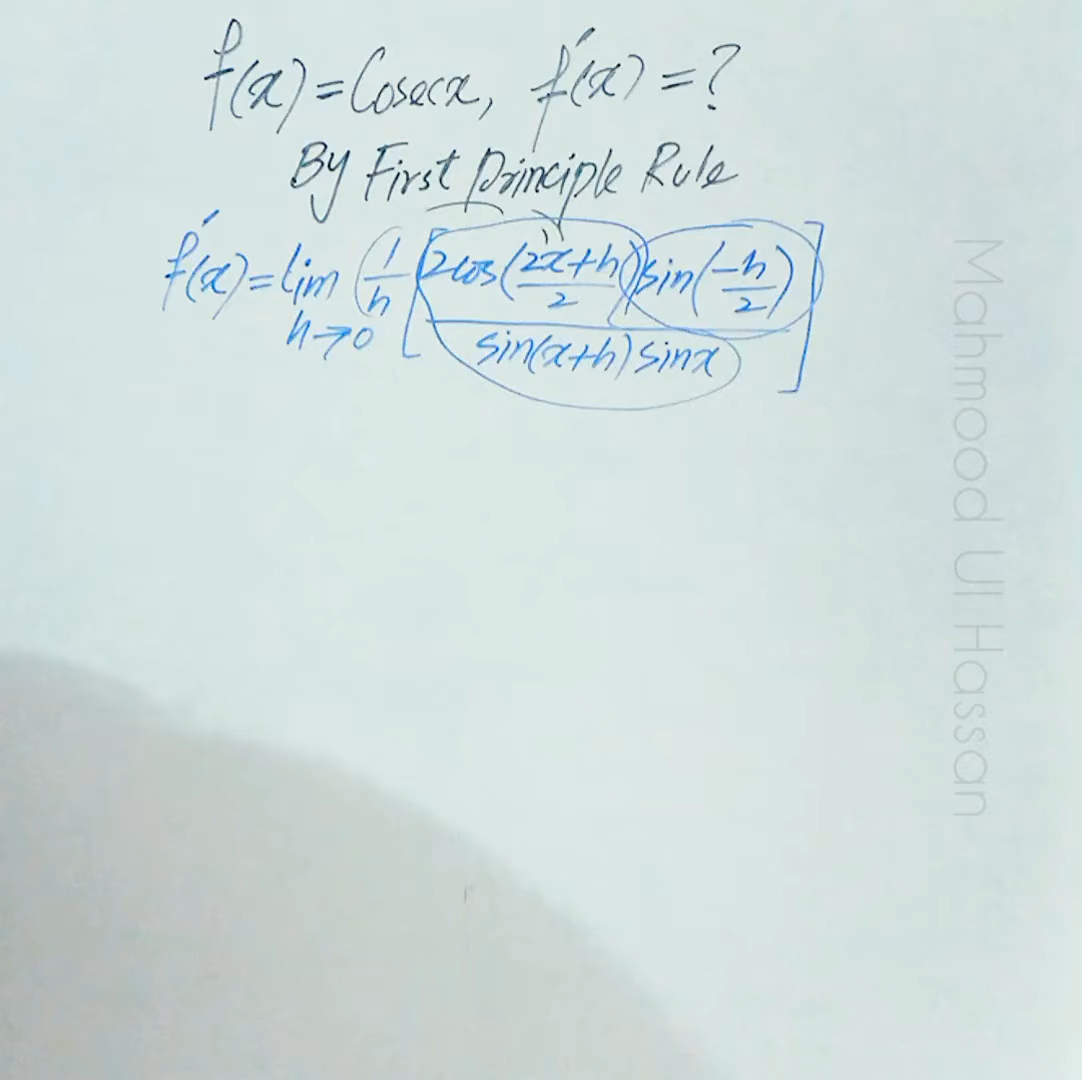 f(x) = Cosecx, f'(x) = ?
By First Principle Rule
f'(x) = lim h→0 (1/h) [2cos((2x+h)/2) sin(-h/2) / sin(x+h) sinx]
Mahmood Ul Hassan